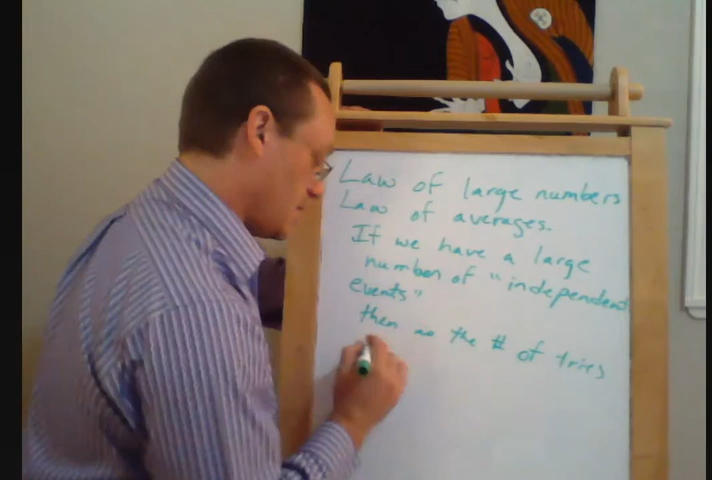 Law of large numbers
Law of averages.
If we have a large
number of "independent
events"
then as the # of tries